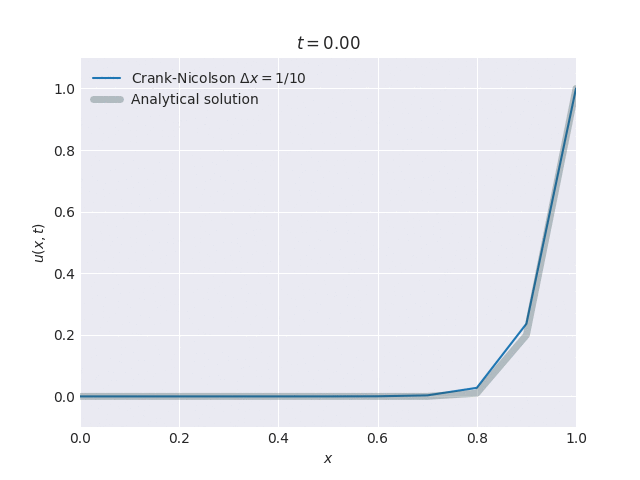 t = 0.00
Crank-Nicolson Δx = 1/10
Analytical solution
1.0
0.8
0.6
0.4
0.2
0.0
u(x, t)
0.0 0.2 0.4 0.6 0.8 1.0
x